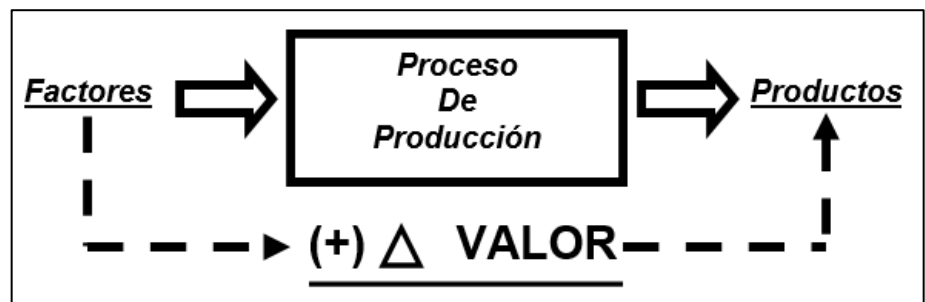 Factores
Proceso
De
Producción
Productos
(+) △ VALOR